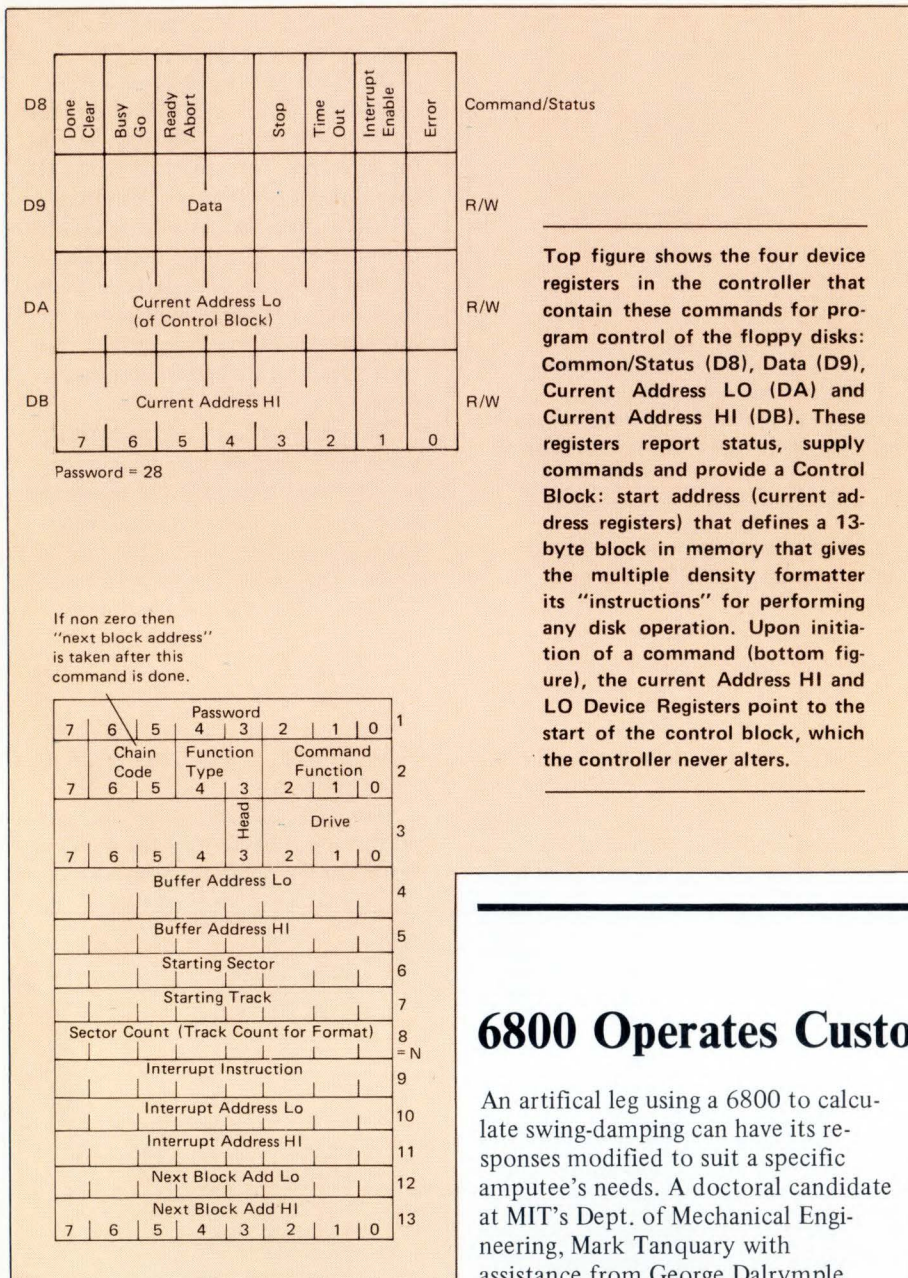 D8
Done Clear
Busy Go
Ready Abort
Stop
Time Out
Interrupt Enable
Error
Command/Status
D9
Data
R/W
DA
Current Address Lo
(of Control Block)
R/W
DB
Current Address HI
R/W
7 6 5 4 3 2 1 0
Password = 28
Top figure shows the four device
registers in the controller that
contain these commands for pro-
gram control of the floppy disks:
Common/Status (D8), Data (D9),
Current Address LO (DA) and
Current Address HI (DB). These
registers report status, supply
commands and provide a Control
Block: start address (current ad-
dress registers) that defines a 13-
byte block in memory that gives
the multiple density formatter
its "instructions" for performing
any disk operation. Upon initia-
tion of a command (bottom fig-
ure), the current Address HI and
LO Device Registers point to the
start of the control block, which
the controller never alters.
If non zero then
"next block address"
is taken after this
command is done.
Password
7 6 5 4 3 2 1 0 1
Chain Function Command
Code Type Function 2
7 6 5 4 3 2 1 0
Head Drive 3
7 6 5 4 3 2 1 0
Buffer Address Lo 4
Buffer Address HI 5
Starting Sector 6
Starting Track 7
Sector Count (Track Count for Format) 8
= N
Interrupt Instruction 9
Interrupt Address Lo 10
Interrupt Address HI 11
Next Block Add Lo 12
Next Block Add HI 13
7 6 5 4 3 2 1 0
6800 Operates Custo
An artifical leg using a 6800 to calcu-
late swing-damping can have its re-
sponses modified to suit a specific
amputee's needs. A doctoral candidate
at MIT's Dept. of Mechanical Engi-
neering, Mark Tanquary with
assistance from George Dalrymple